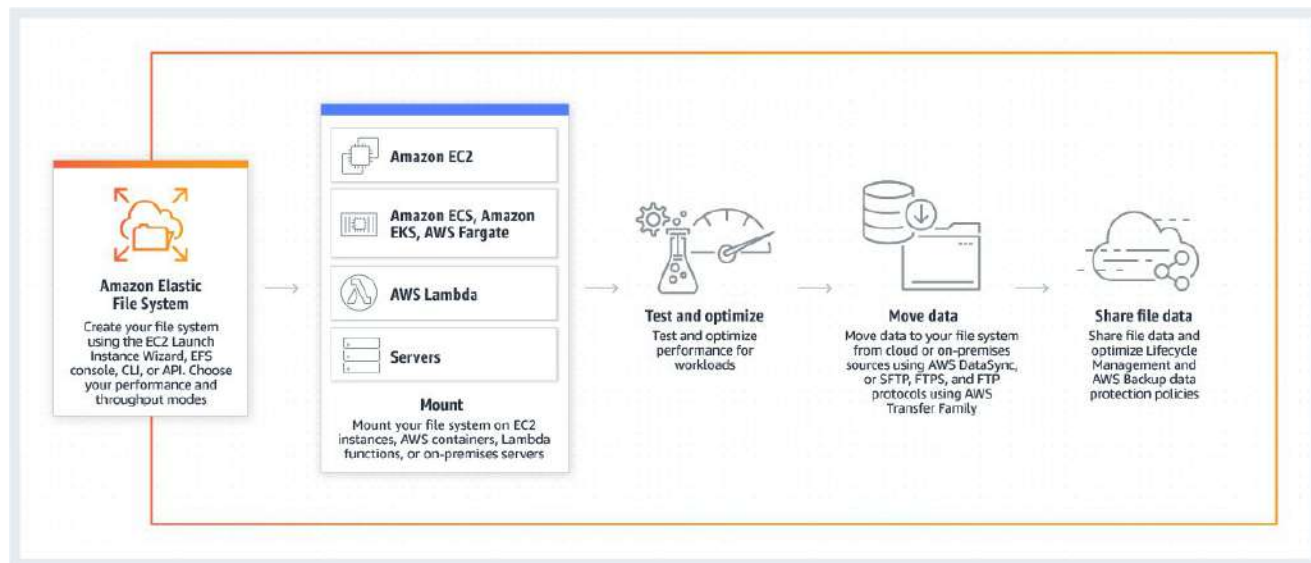 Amazon Elastic
File System
Create your file system
using the EC2 Launch
Instance Wizard, EFS
console, CLI, or API. Choose
your performance and
throughput modes
Amazon EC2
Amazon ECS, Amazon
EKS, AWS Fargate
AWS Lambda
Servers
Mount
Mount your file system on EC2
instances, AWS containers, Lambda
functions, or on-premises servers
Test and optimize
Test and optimize
performance for
workloads
Move data
Move data to your file system
from cloud or on-premises
sources using AWS DataSync,
or SFTP, FTPS, and FTP
protocols using AWS
Transfer Family
Share file data
Share file data and
optimize Lifecycle
Management and
AWS Backup data
protection policies